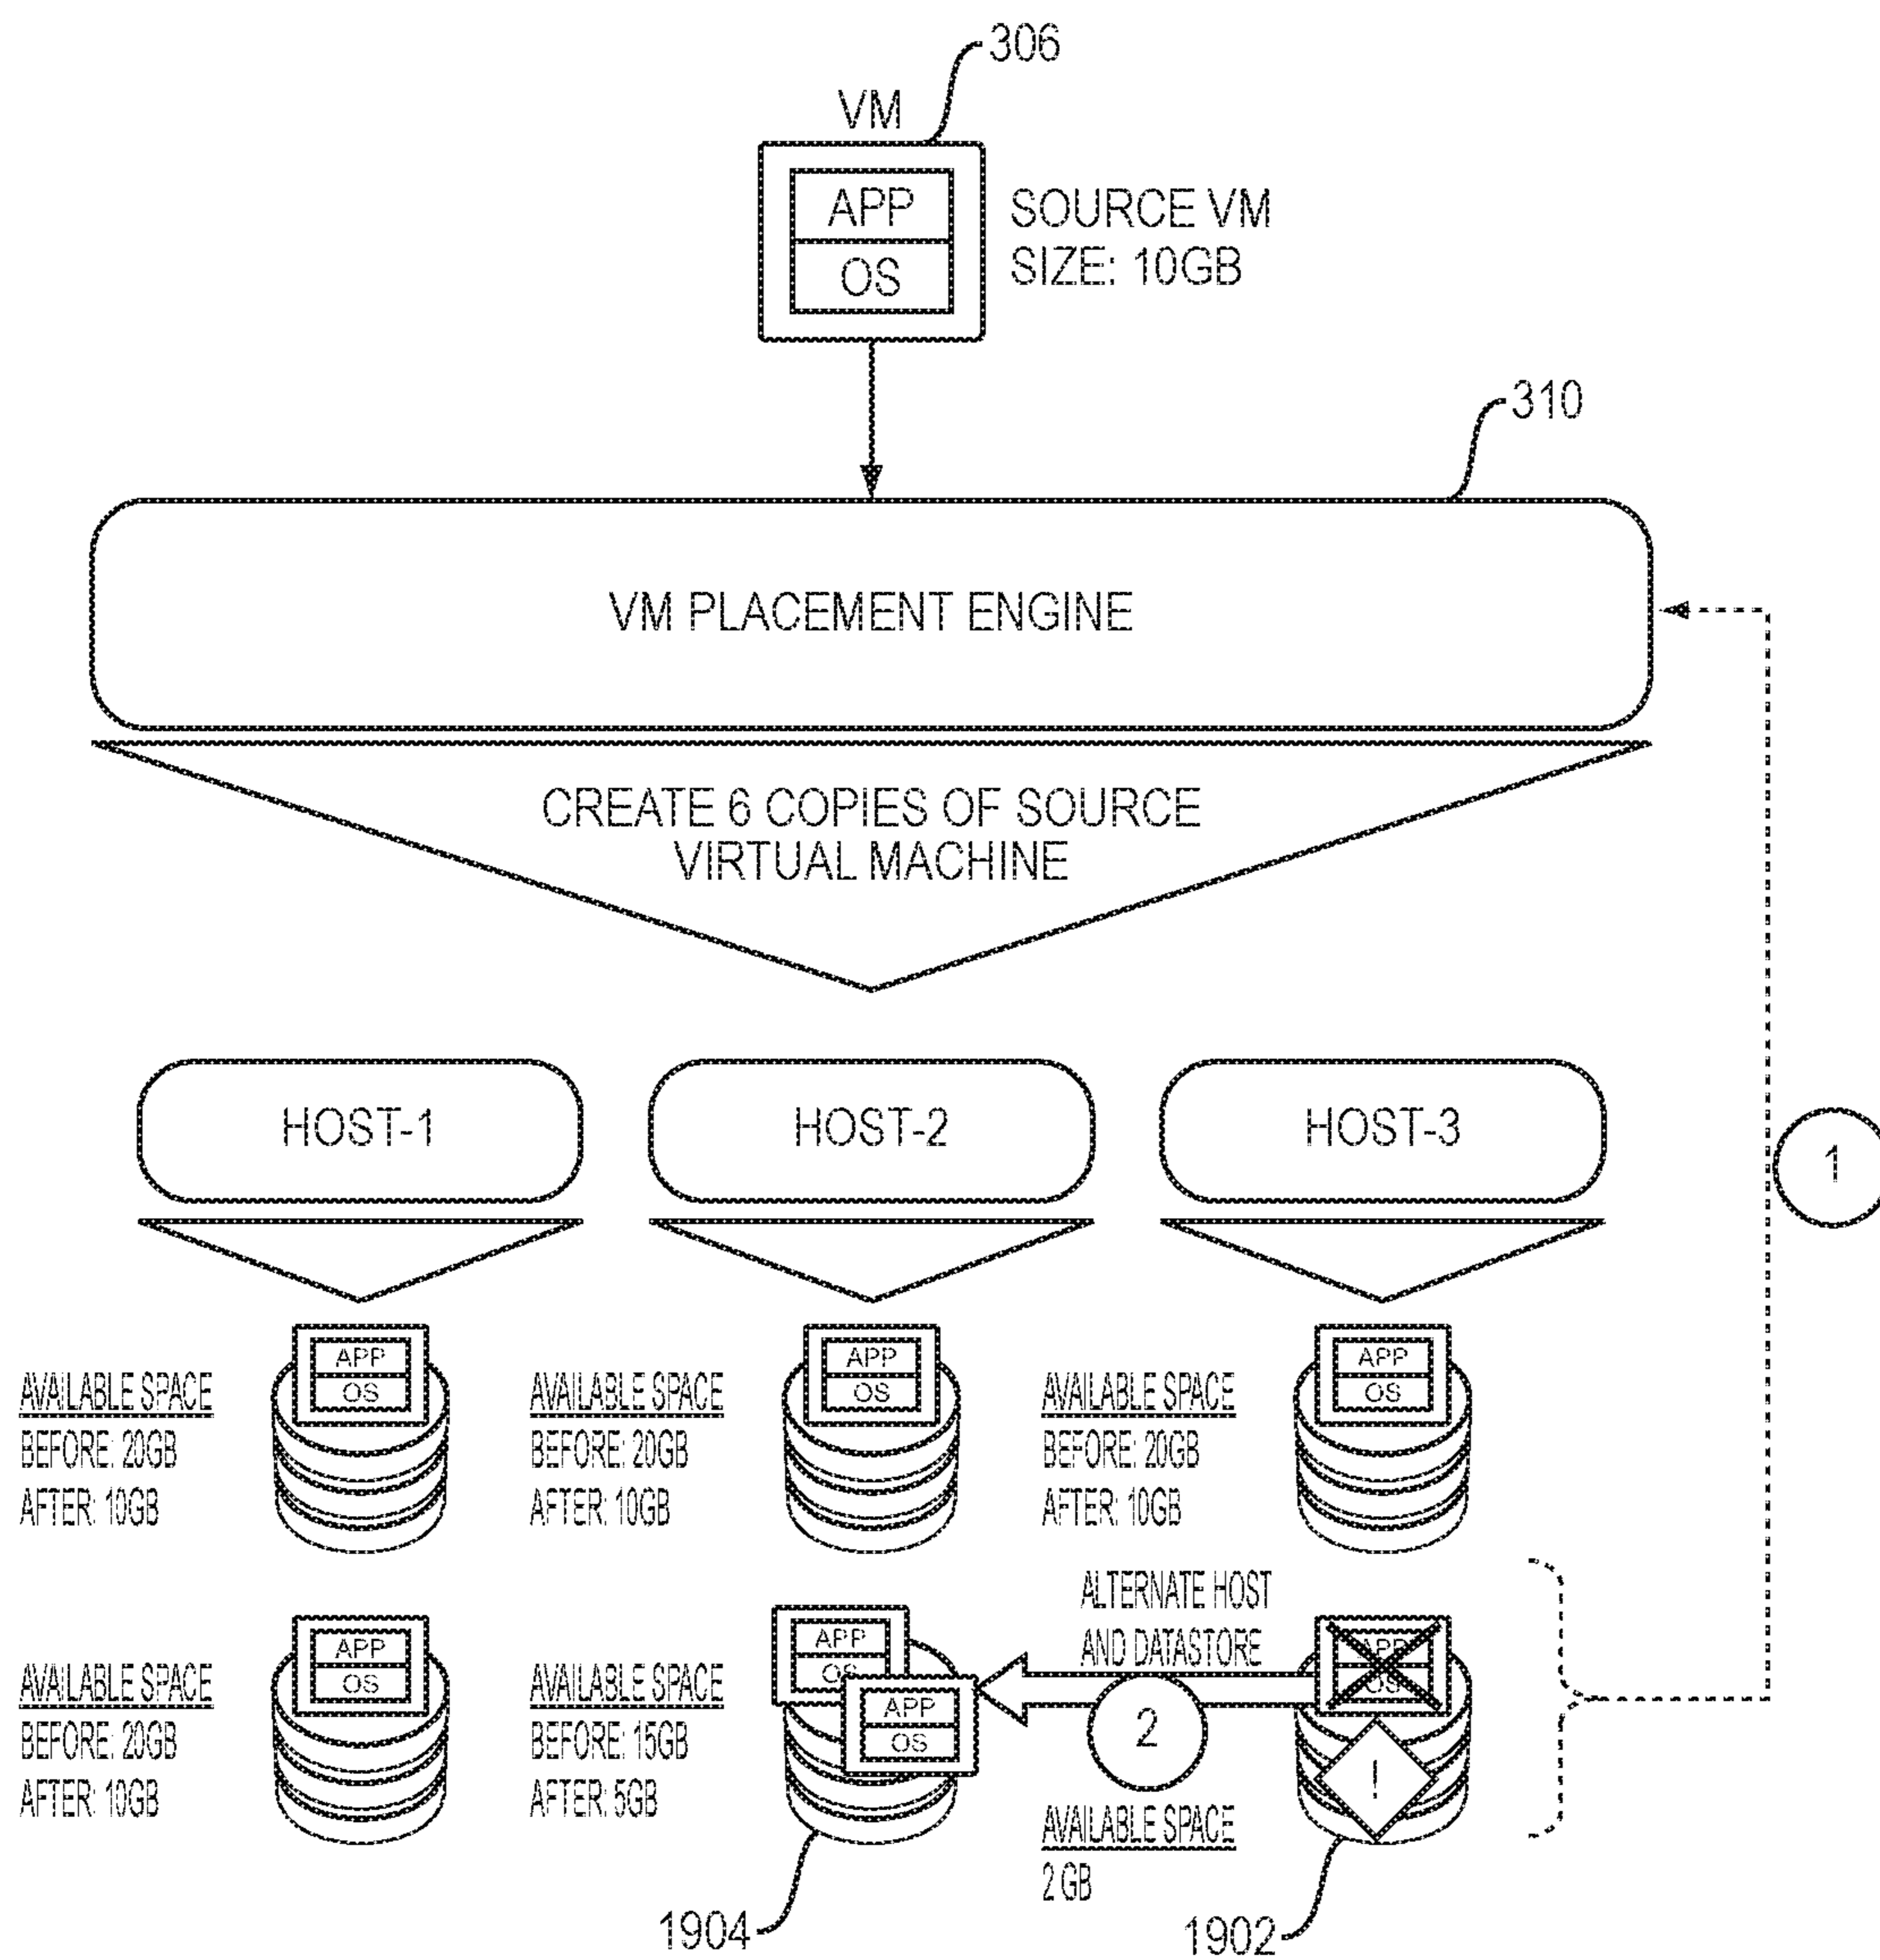 306
VM
APP
OS
SOURCE VM
SIZE: 10GB
310
VM PLACEMENT ENGINE
CREATE 6 COPIES OF SOURCE
VIRTUAL MACHINE
HOST-1
HOST-2
HOST-3
1
AVAILABLE SPACE
BEFORE: 20GB
AFTER: 10GB
APP
OS
AVAILABLE SPACE
BEFORE: 20GB
AFTER: 10GB
APP
OS
AVAILABLE SPACE
BEFORE: 20GB
AFTER: 10GB
APP
OS
AVAILABLE SPACE
BEFORE: 20GB
AFTER: 10GB
APP
OS
AVAILABLE SPACE
BEFORE: 15GB
AFTER: 5GB
APP
OS
APP
OS
ALTERNATE HOST
AND DATASTORE
2
AVAILABLE SPACE
2 GB
APP
OS
!
1904
1902